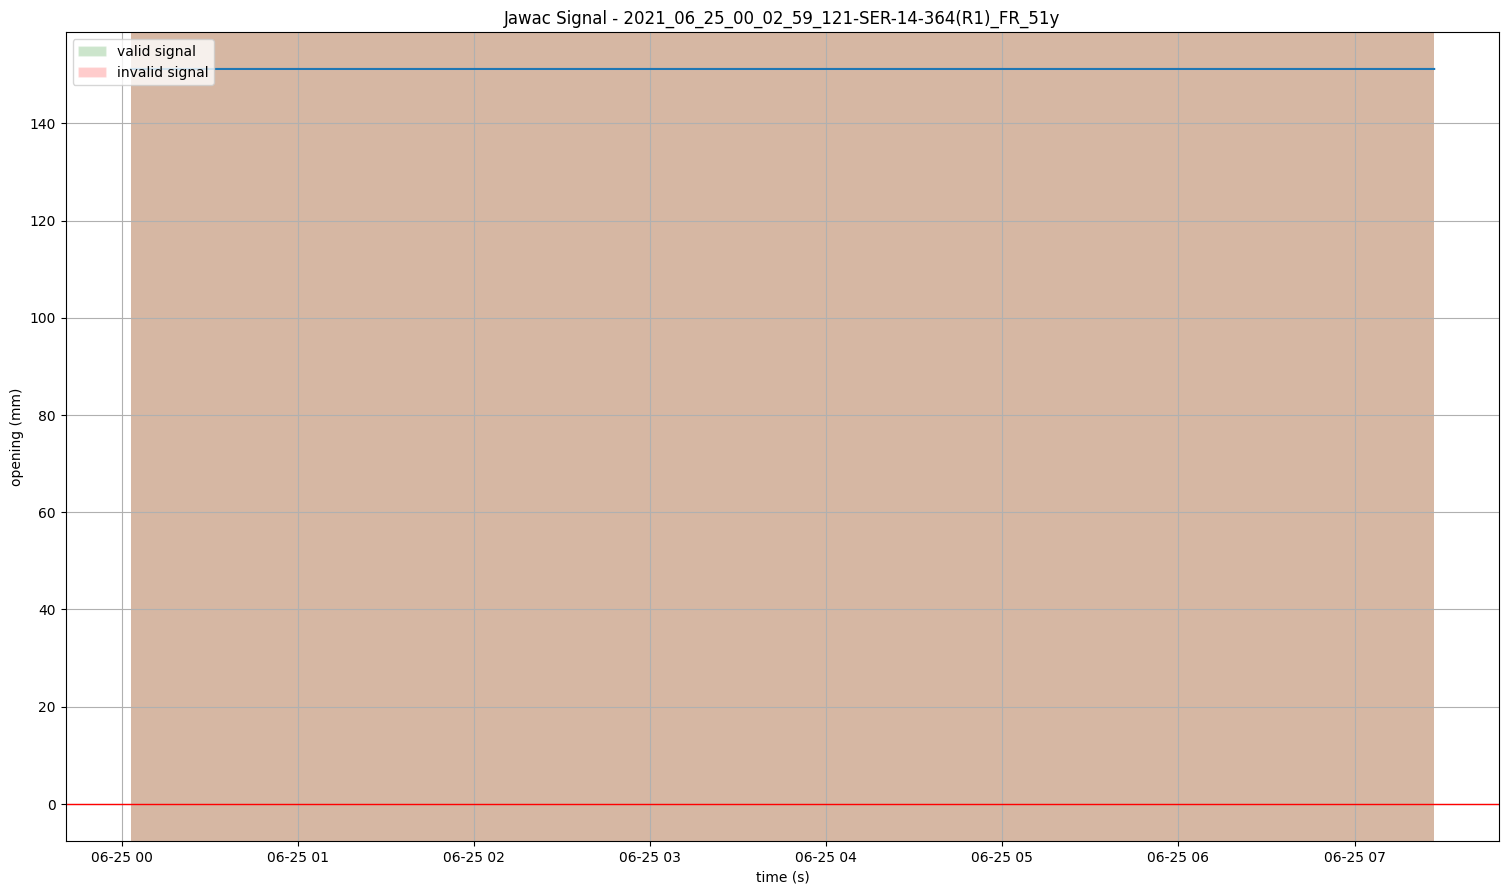 Jawac Signal - 2021_06_25_00_02_59_121-SER-14-364(R1)_FR_51y
valid signal
invalid signal
140
120
100
80
60
40
20
0
opening (mm)
06-25 00 06-25 01 06-25 02 06-25 03 06-25 04 06-25 05 06-25 06 06-25 07
time (s)